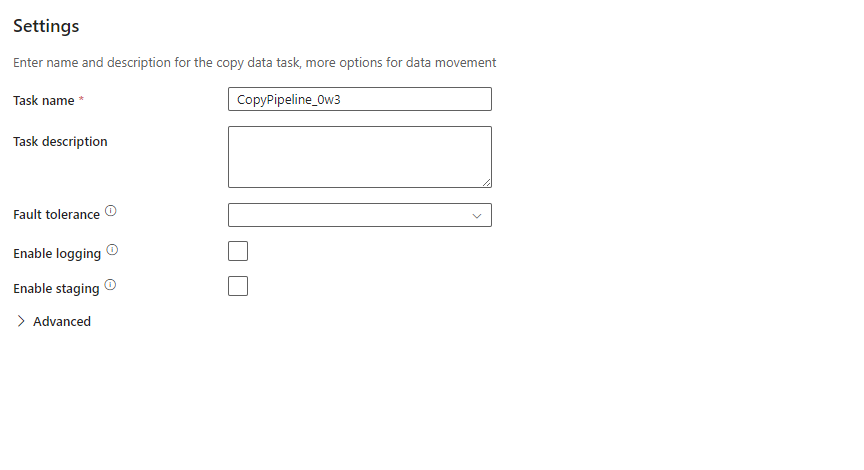 Settings
Enter name and description for the copy data task, more options for data movement
Task name *
CopyPipeline_0w3
Task description
Fault tolerance
Enable logging
Enable staging
Advanced